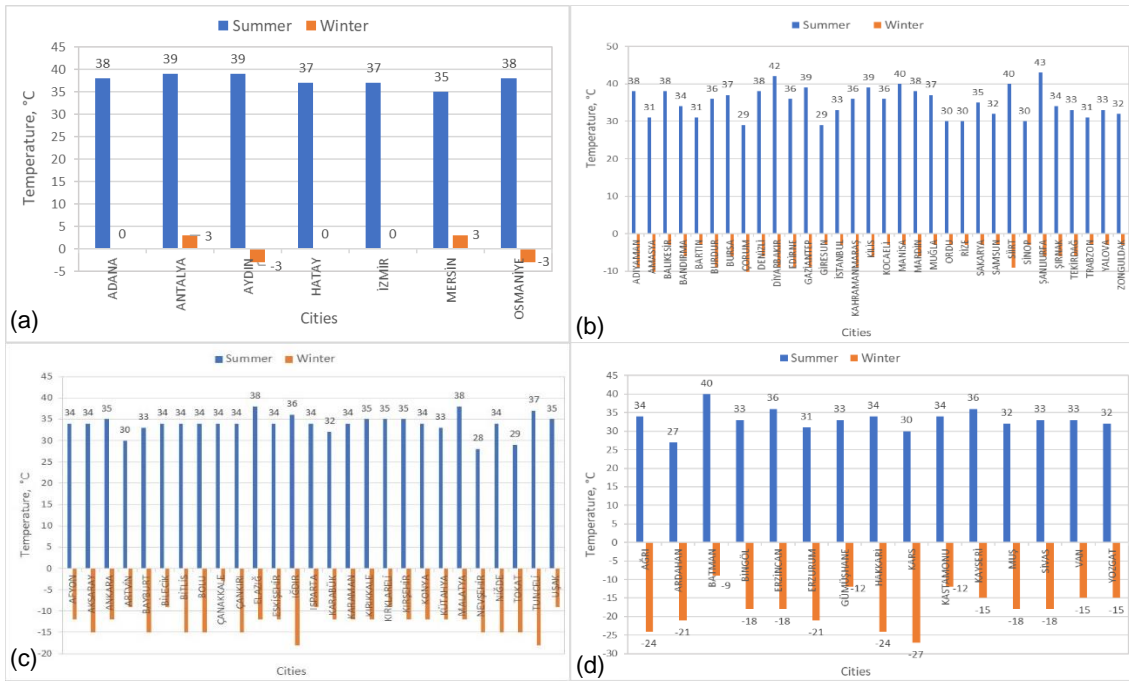 Summer Winter
Temperature, °C
45
40
35
30
25
20
15
10
5
0
-5
38 39 39 37 37 35 38
0 3 -3 0 0 3 -3
ADANA ANTALYA AYDIN HATAY İZMİR MERSİN OSMANİYE
Cities
(a)
(b)
Summer Winter
Temperature, °C
50
40
30
20
10
0
-10
38 31 38 34 31 36 37 29 38 42 36 39 29 33 36 39 36 40 38 37 30 30 35 32 40 30 43 34 33 31 33 32
ADIYAMAN AMASYA BALIKESİR BANDIRMA BARTIN BURDUR BURSA ÇORUM DENİZLİ DİYARBAKIR EDİRNE GAZİANTEP GİRESUN İSTANBUL KAHRAMANMARAŞ KİLİS KOCAELİ MANİSA MARDİN MUĞLA ORDU RİZE SAKARYA SAMSUN SİİRT SİNOP ŞANLIURFA ŞIRNAK TEKİRDAĞ TRABZON YALOVA ZONGULDAK
Cities
Summer Winter
Temperature, °C
45
40
35
30
25
20
15
10
5
0
-5
-10
-15
-20
34 34 35 30 33 34 34 34 34 34 38 34 36 34 32 34 35 35 35 34 33 38 28 34 29 37 35
AFYON AKSARAY ANKARA ARTVİN BAYBURT BİLECİK BİTLİS BOLU ÇANAKKALE ÇANKIRI ELAZIĞ ESKİŞEHİR IĞDIR ISPARTA KARABÜK KARAMAN KIRIKKALE KIRKLARELİ KIRŞEHİR KONYA KÜTAHYA MALATYA NEVŞEHİR NİĞDE TOKAT TUNCELİ UŞAK
Cities
(c)
Summer Winter
Temperature, °C
45
40
35
30
25
20
15
10
5
0
-5
-10
-15
-20
-25
-30
34 27 40 33 36 31 33 34 30 34 36 32 33 33 32
AĞRI ARDAHAN BATMAN BİNGÖL ERZİNCAN ERZURUM GÜMÜŞHANE HAKKARİ KARS KASTAMONU KAYSERİ MUŞ SİVAS VAN YOZGAT
-24 -21 -9 -18 -18 -21 -12 -24 -27 -12 -15 -18 -18 -15 -15
Cities
(d)